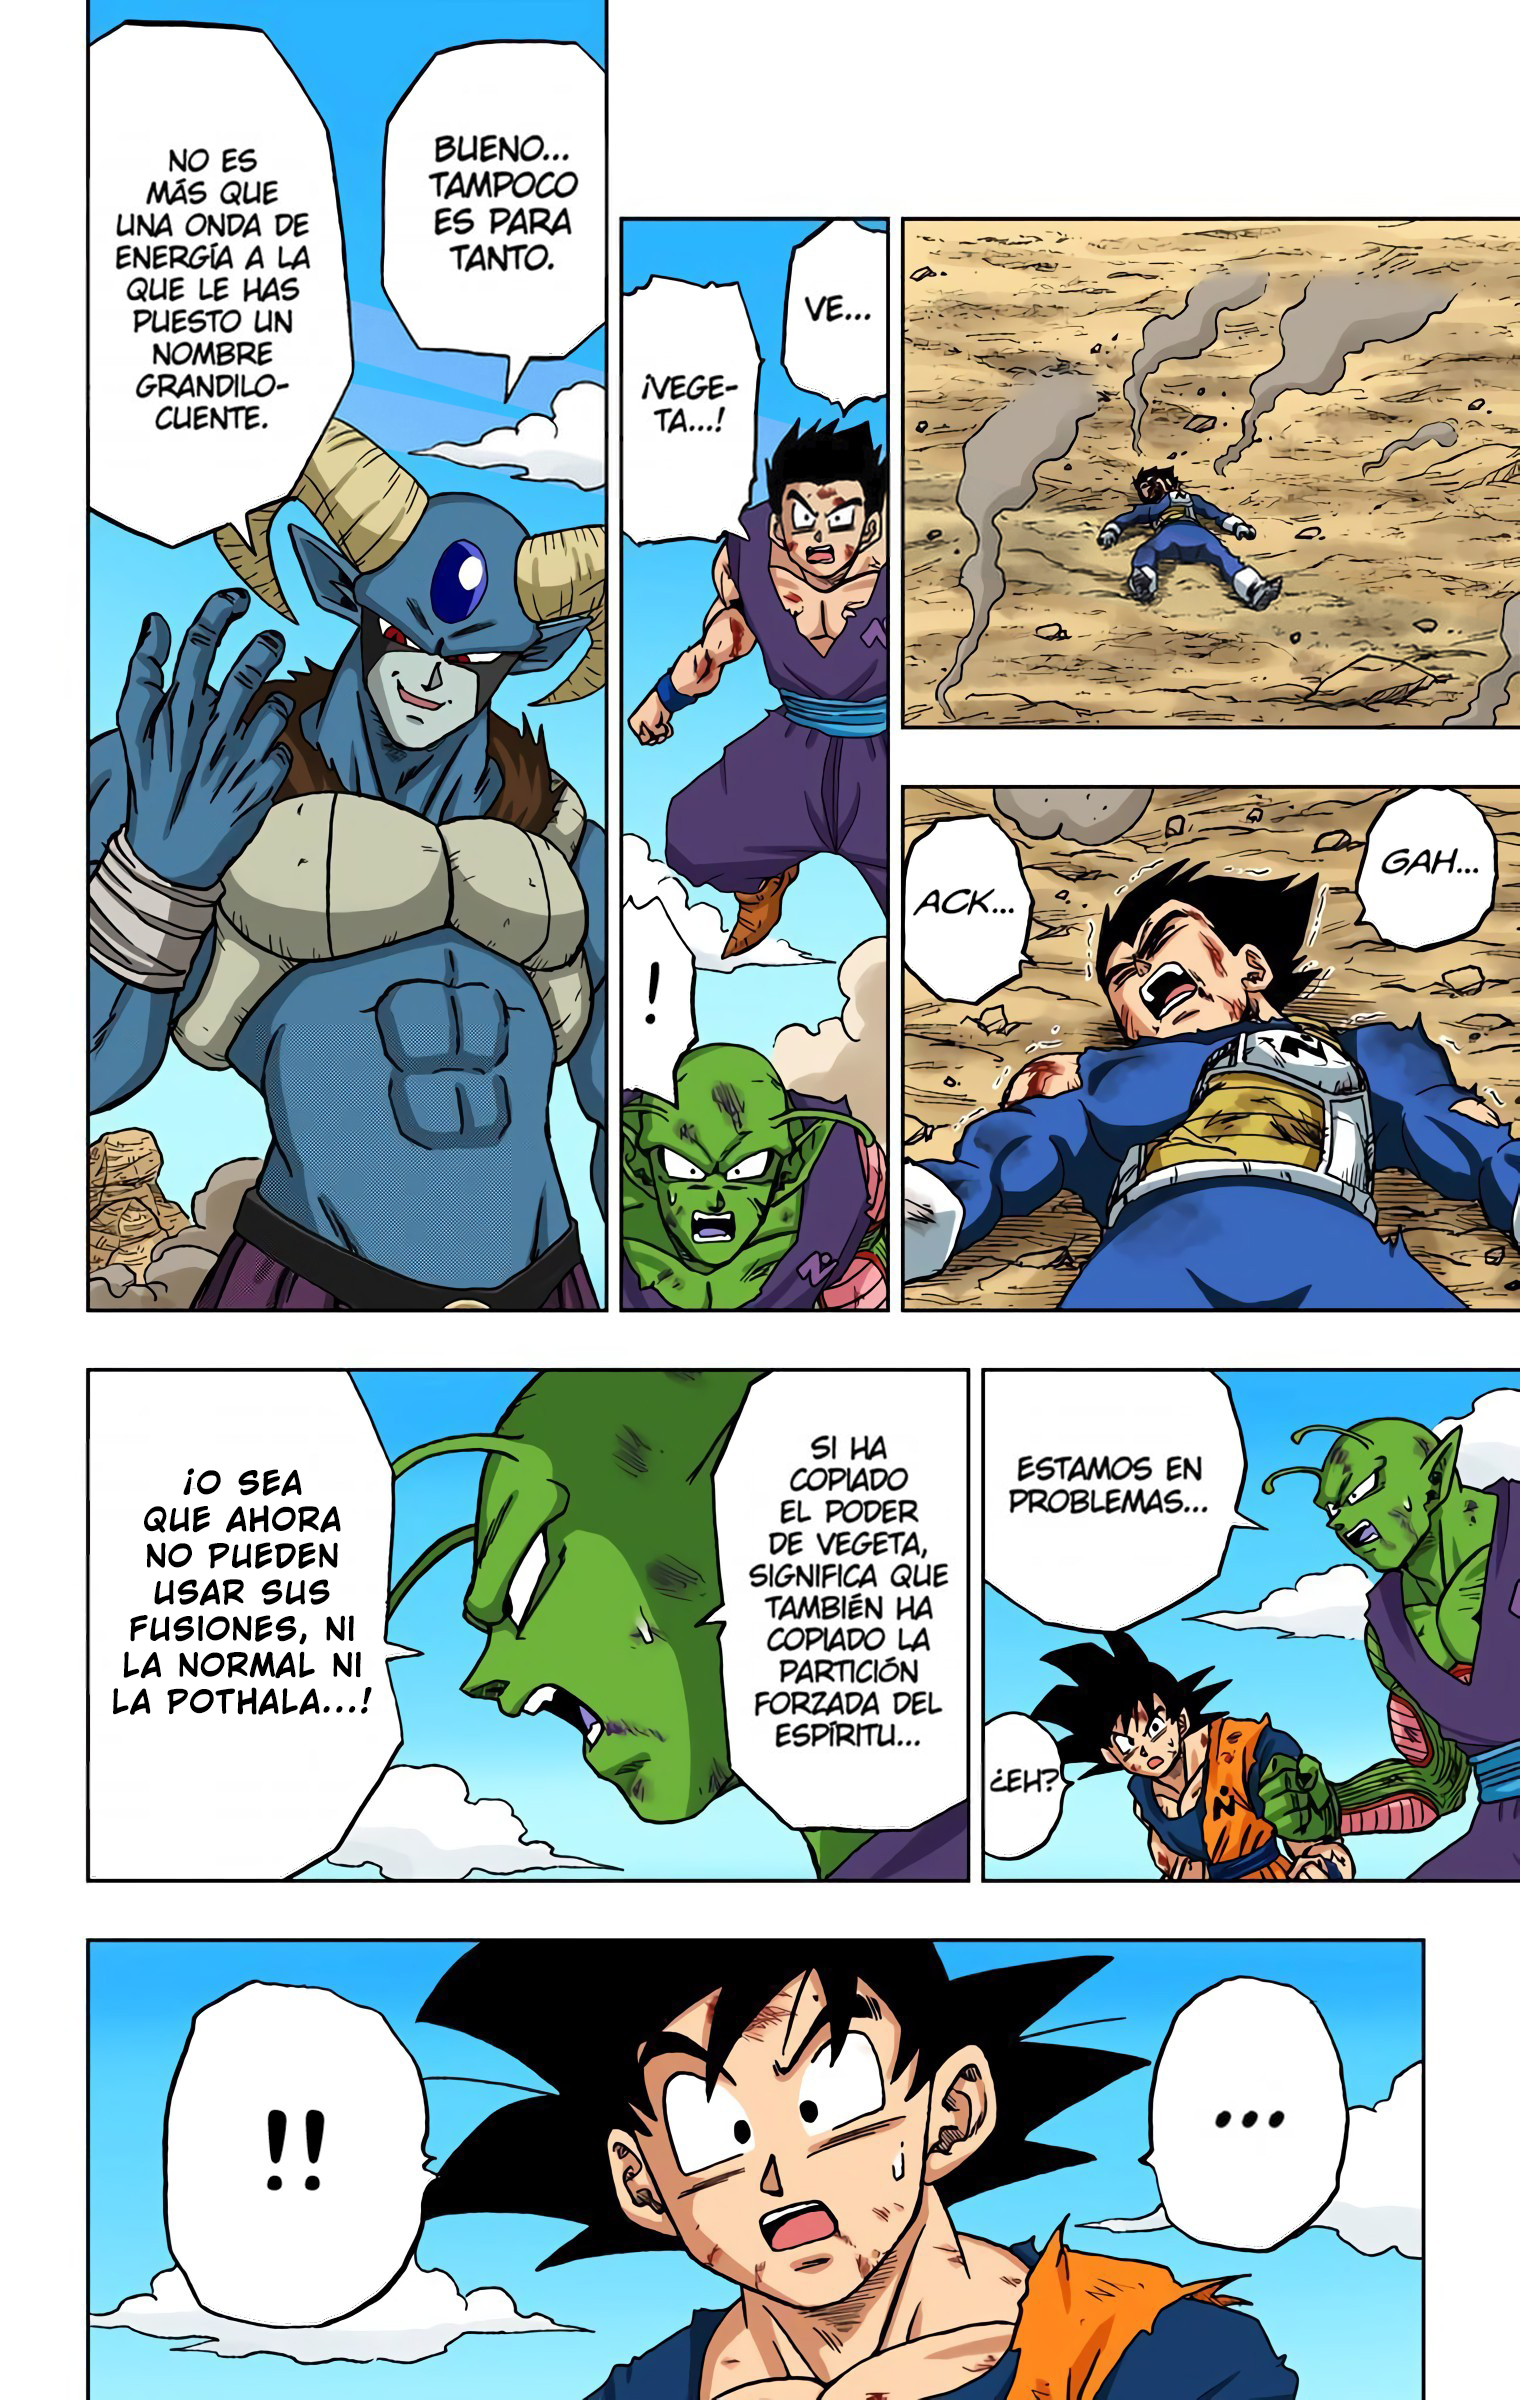 VE...
¡VEGE-
TA...!
!
BUENO...
TAMPOCO
ES PARA
TANTO.
NO ES
MÁS QUE
UNA ONDA DE
ENERGÍA A LA
QUE LE HAS
PUESTO UN
NOMBRE
GRANDILO-
CUENTE.
GAH...
ACK...
ESTAMOS EN
PROBLEMAS...
¿EH?
SI HA
COPIADO
EL PODER
DE VEGETA,
SIGNIFICA QUE
TAMBIÉN HA
COPIADO LA
PARTICIÓN
FORZADA DEL
ESPÍRITU...
¡O SEA
QUE AHORA
NO PUEDEN
USAR SUS
FUSIONES, NI
LA NORMAL NI
LA POTHALA...!
...
!!